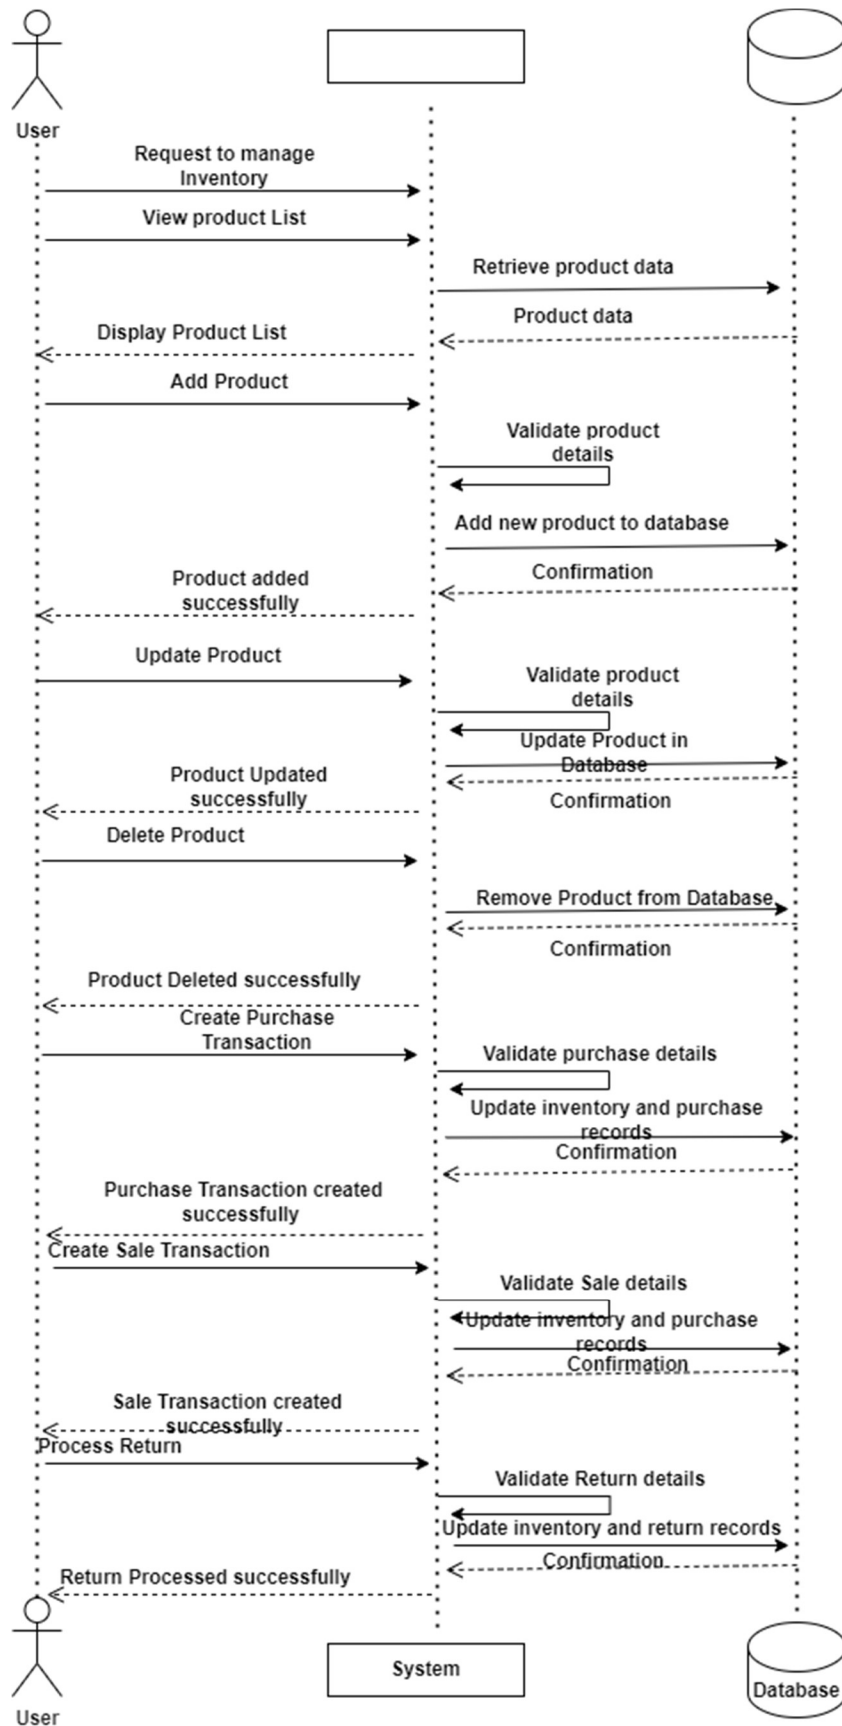 User
Request to manage
Inventory
View product List
Retrieve product data
Product data
Display Product List
Add Product
Validate product
details
Add new product to database
Confirmation
Product added
successfully
Update Product
Validate product
details
Update Product in
Database
Product Updated
successfully
Confirmation
Delete Product
Remove Product from Database
Confirmation
Product Deleted successfully
Create Purchase
Transaction
Validate purchase details
Update inventory and purchase
records
Confirmation
Purchase Transaction created
successfully
Create Sale Transaction
Validate Sale details
Update inventory and purchase
records
Confirmation
Sale Transaction created
successfully
Process Return
Validate Return details
Update inventory and return records
Confirmation
Return Processed successfully
System
Database
User